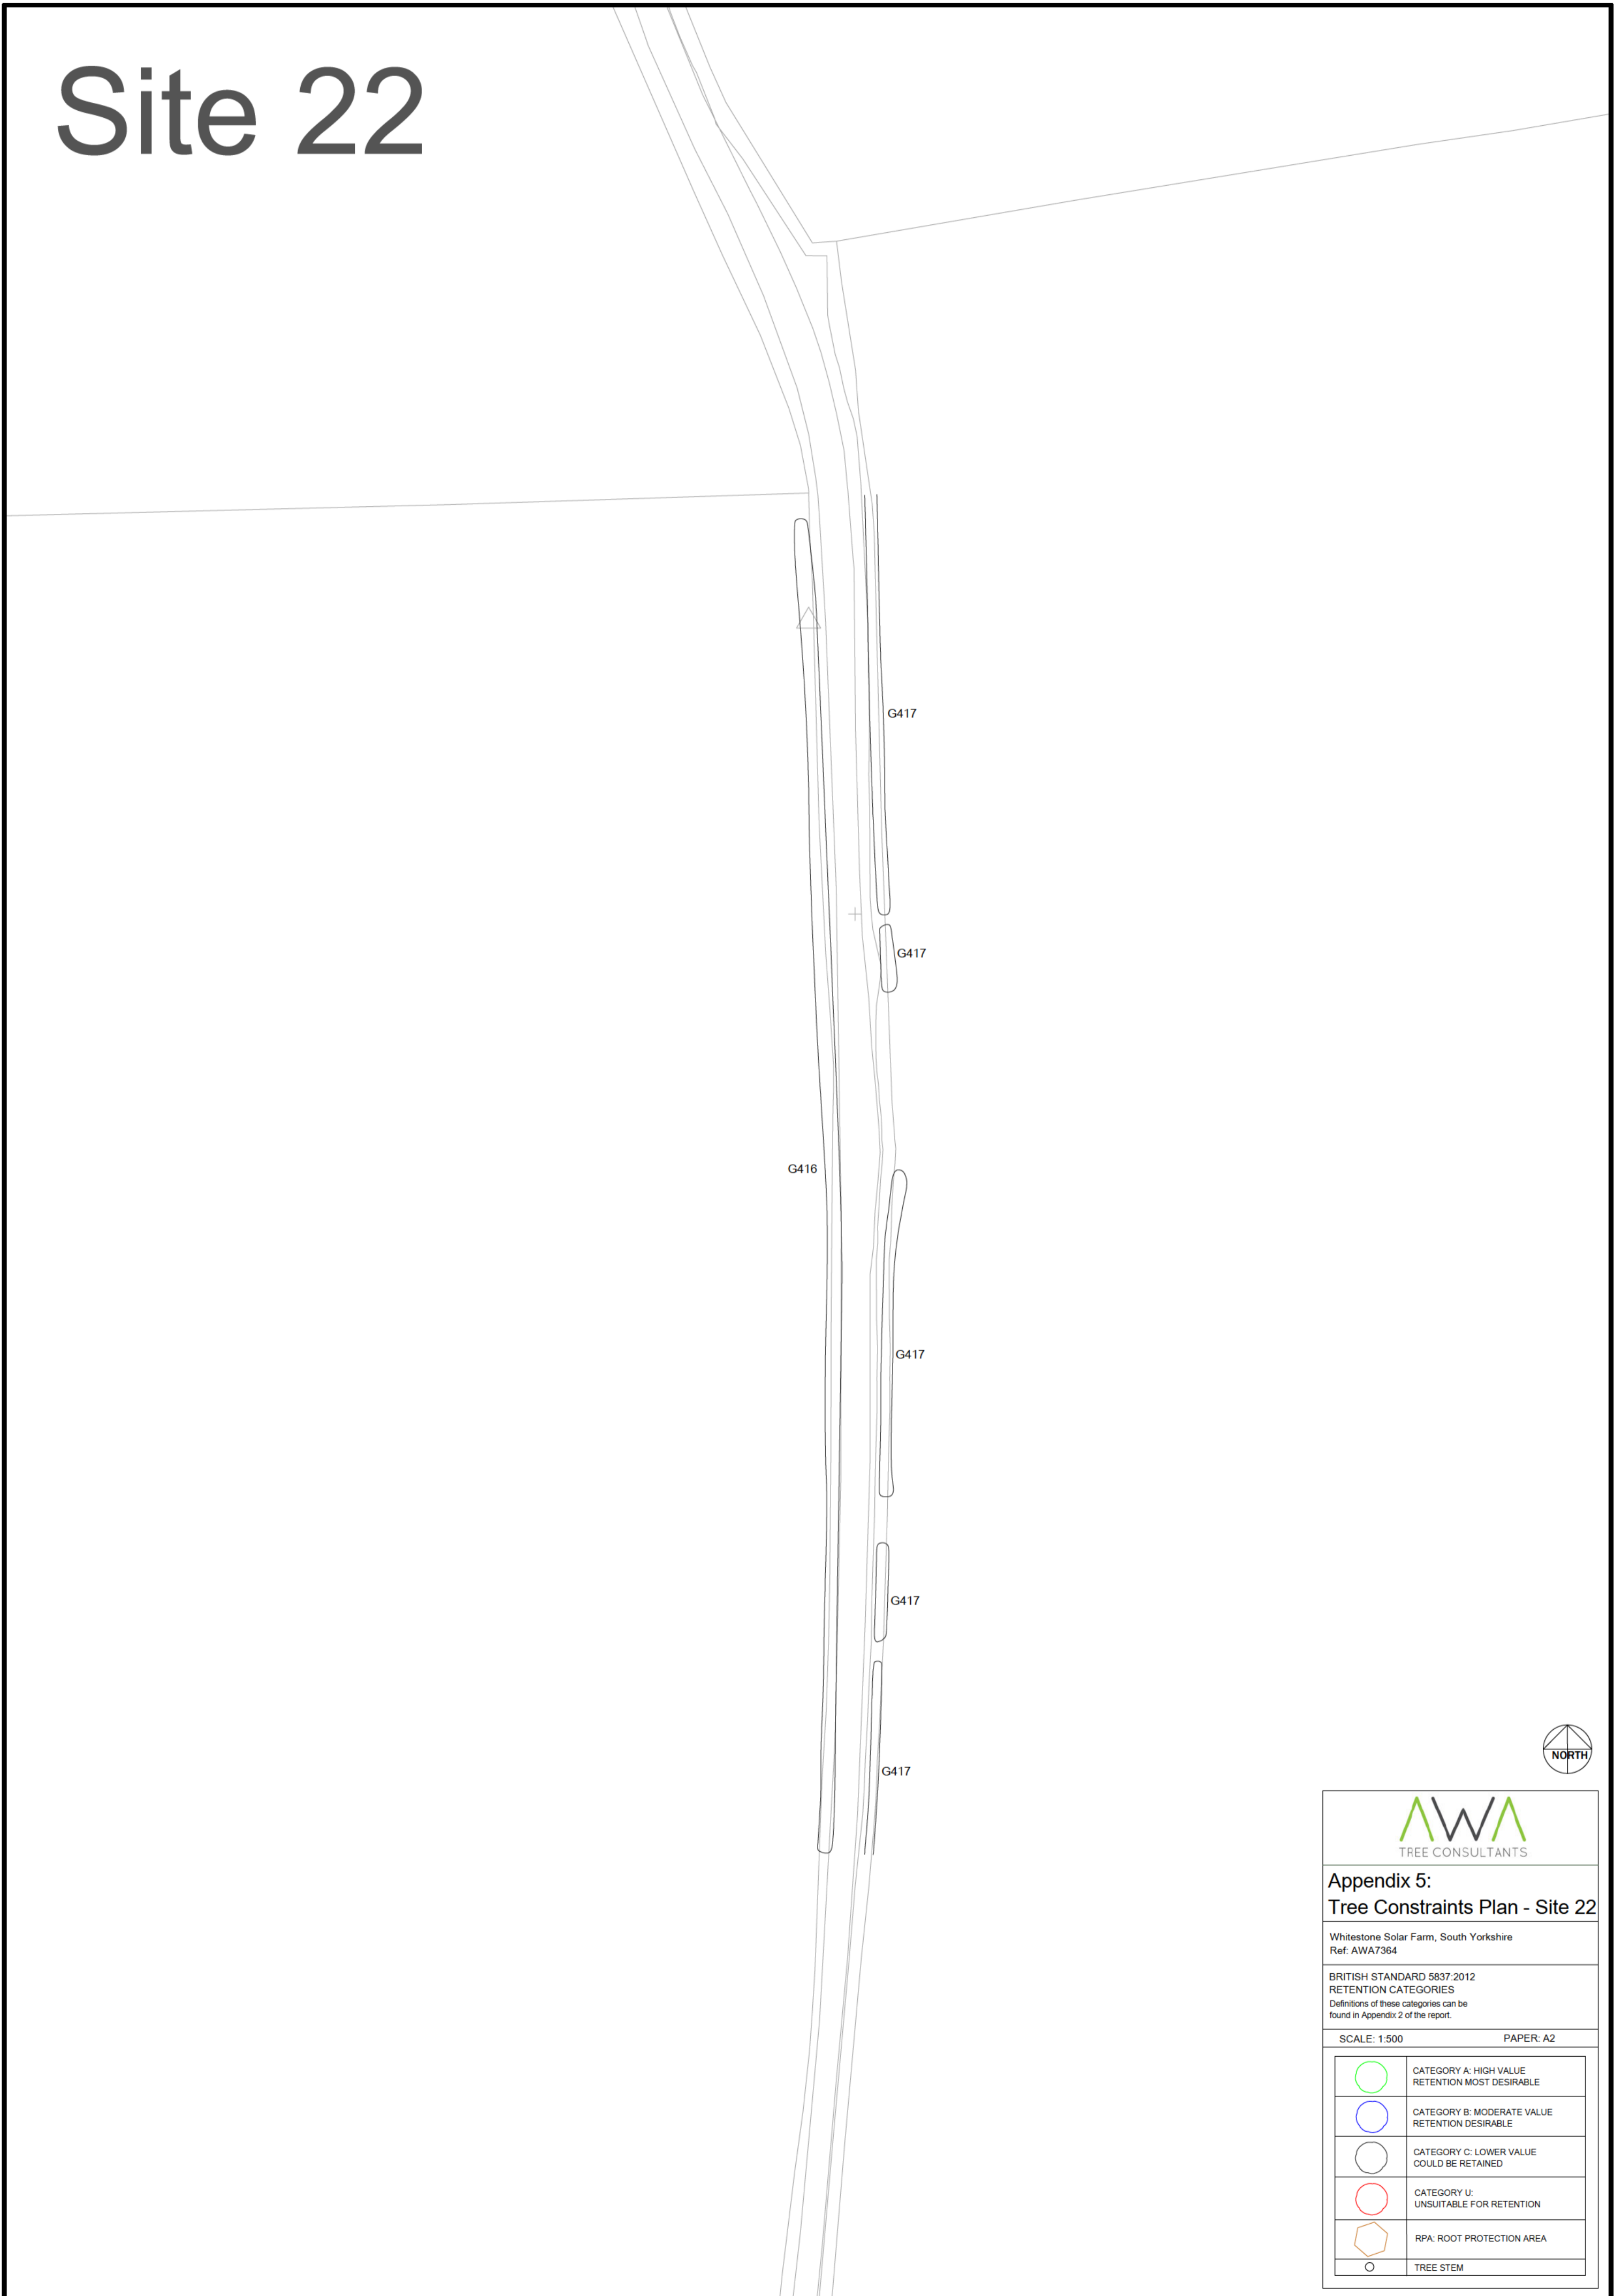 Site 22
G417
G417
G416
G417
G417
G417
NORTH
AWA
TREE CONSULTANTS
Appendix 5:
Tree Constraints Plan - Site 22
Whitestone Solar Farm, South Yorkshire
Ref: AWA7364
BRITISH STANDARD 5837:2012
RETENTION CATEGORIES
Definitions of these categories can be
found in Appendix 2 of the report.
SCALE: 1:500 PAPER: A2
CATEGORY A: HIGH VALUE
RETENTION MOST DESIRABLE
CATEGORY B: MODERATE VALUE
RETENTION DESIRABLE
CATEGORY C: LOWER VALUE
COULD BE RETAINED
CATEGORY U:
UNSUITABLE FOR RETENTION
RPA: ROOT PROTECTION AREA
TREE STEM